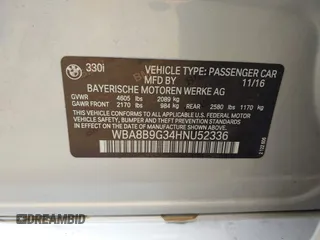 330i
VEHICLE TYPE: PASSENGER CAR
MFD BY 11/16
BAYERISCHE MOTOREN WERKE AG
GVWR 4605 lbs 2089 kg
GAWR FRONT 2170 lbs 984 kg REAR 2580 lbs 1170 kg
THIS VEHICLE CONFORMS TO ALL APPLICABLE
FEDERAL MOTOR VEHICLE SAFETY, BUMPER,
AND THEFT PREVENTION STANDARDS IN EFFECT
ON THE DATE OF MANUFACTURE SHOWN ABOVE.
WBA8B9G34HNU52336
© DREAMBID